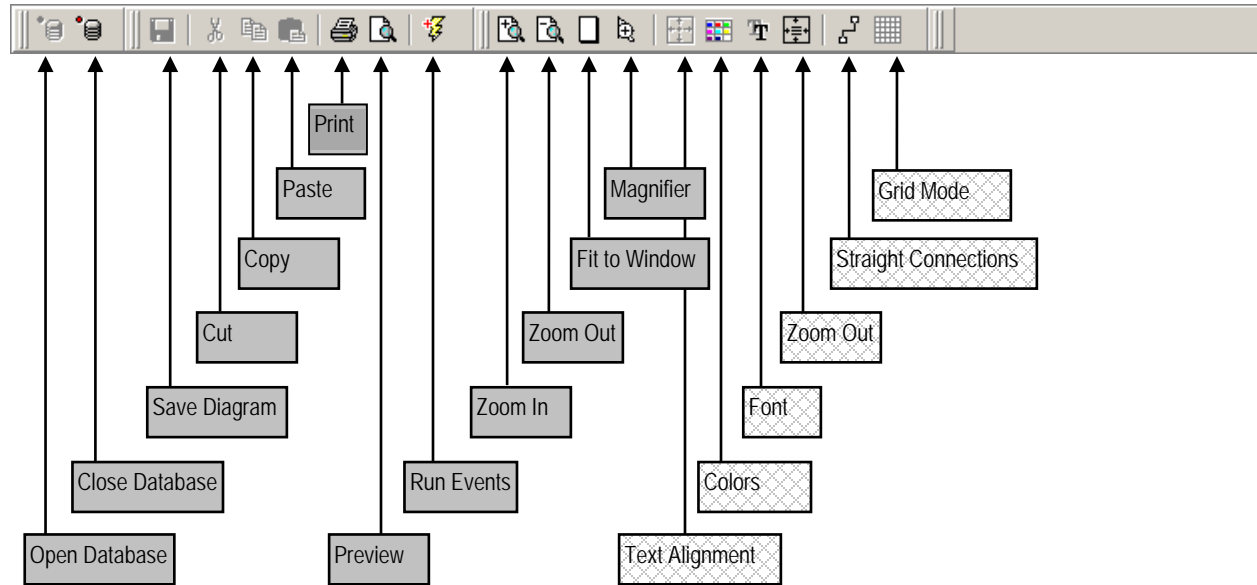 Print
Paste
Magnifier
Grid Mode
Copy
Fit to Window
Straight Connections
Cut
Zoom Out
Zoom Out
Save Diagram
Zoom In
Font
Close Database
Run Events
Colors
Open Database
Preview
Text Alignment